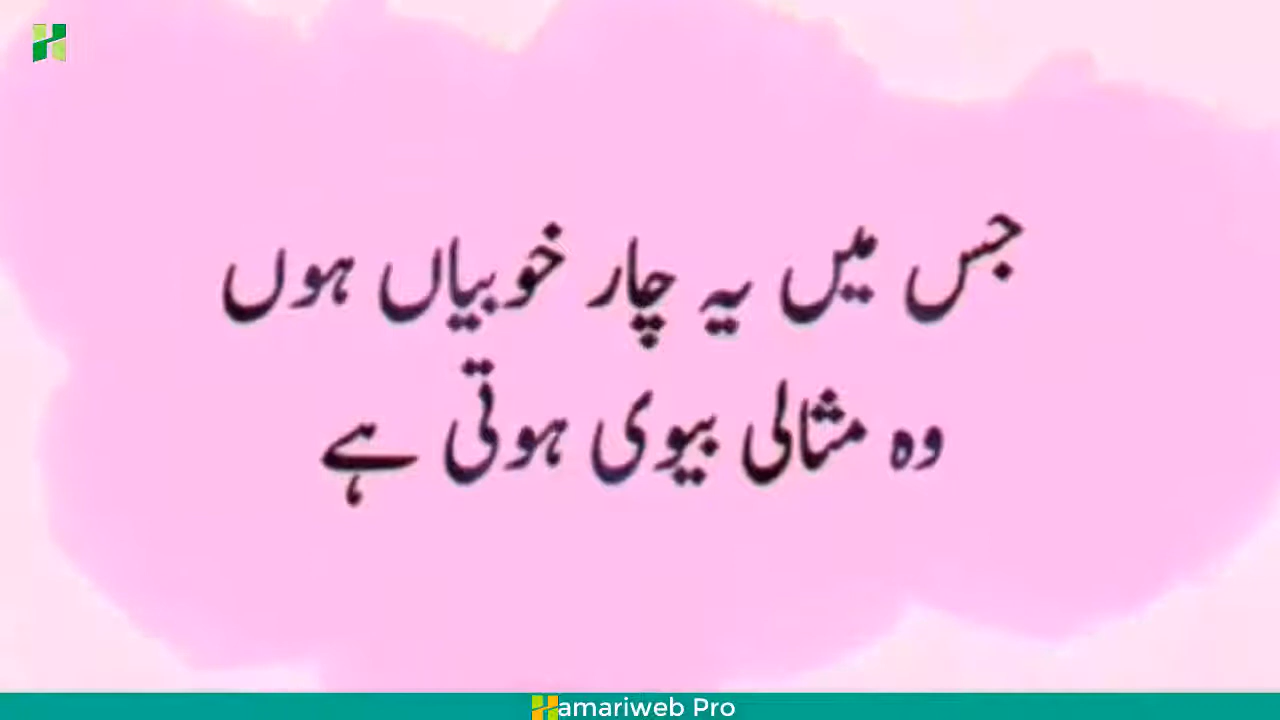 جس میں یہ چار خوبیاں ہوں
وہ مثالی بیوی ہوتی ہے
Hamariweb Pro